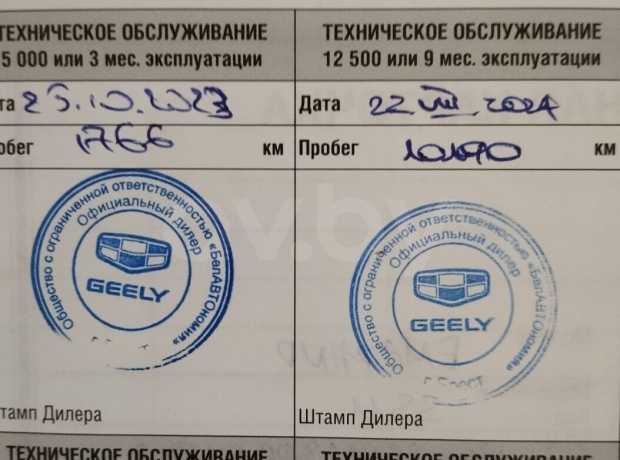 ТЕХНИЧЕСКОЕ ОБСЛУЖИВАНИЕ
5 000 или 3 мес. эксплуатации
та 25.10.2023
обег 1766 км
Общество с ограниченной ответственностью «БелАВТОномия»
Официальный дилер
GEELY
тамп Дилера
ТЕХНИЧЕСКОЕ ОБСЛУЖИВАНИЕ
ТЕХНИЧЕСКОЕ ОБСЛУЖИВАНИЕ
12 500 или 9 мес. эксплуатации
Дата 22 VIII 2024
Пробег км
Общество с ограниченной ответственностью «БелАВТОномия»
Официальный дилер
GEELY
Штамп Дилера
ТЕХНИЧЕСКОЕ ОБСЛУЖИВАНИЕ